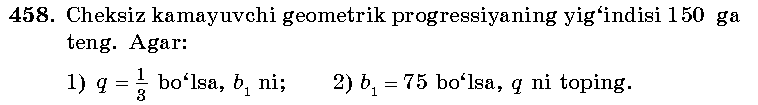 458. Cheksiz kamayuvchi geometrik progressiyaning yig‘indisi 150 ga
teng. Agar:
1) q = 1/3 bo‘lsa, b₁ ni; 2) b₁ = 75 bo‘lsa, q ni toping.